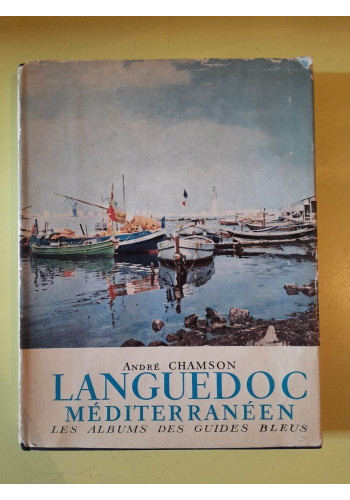 ANDRÉ CHAMSON
LANGUEDOC
MÉDITERRANÉEN
LES ALBUMS DES GUIDES BLEUS